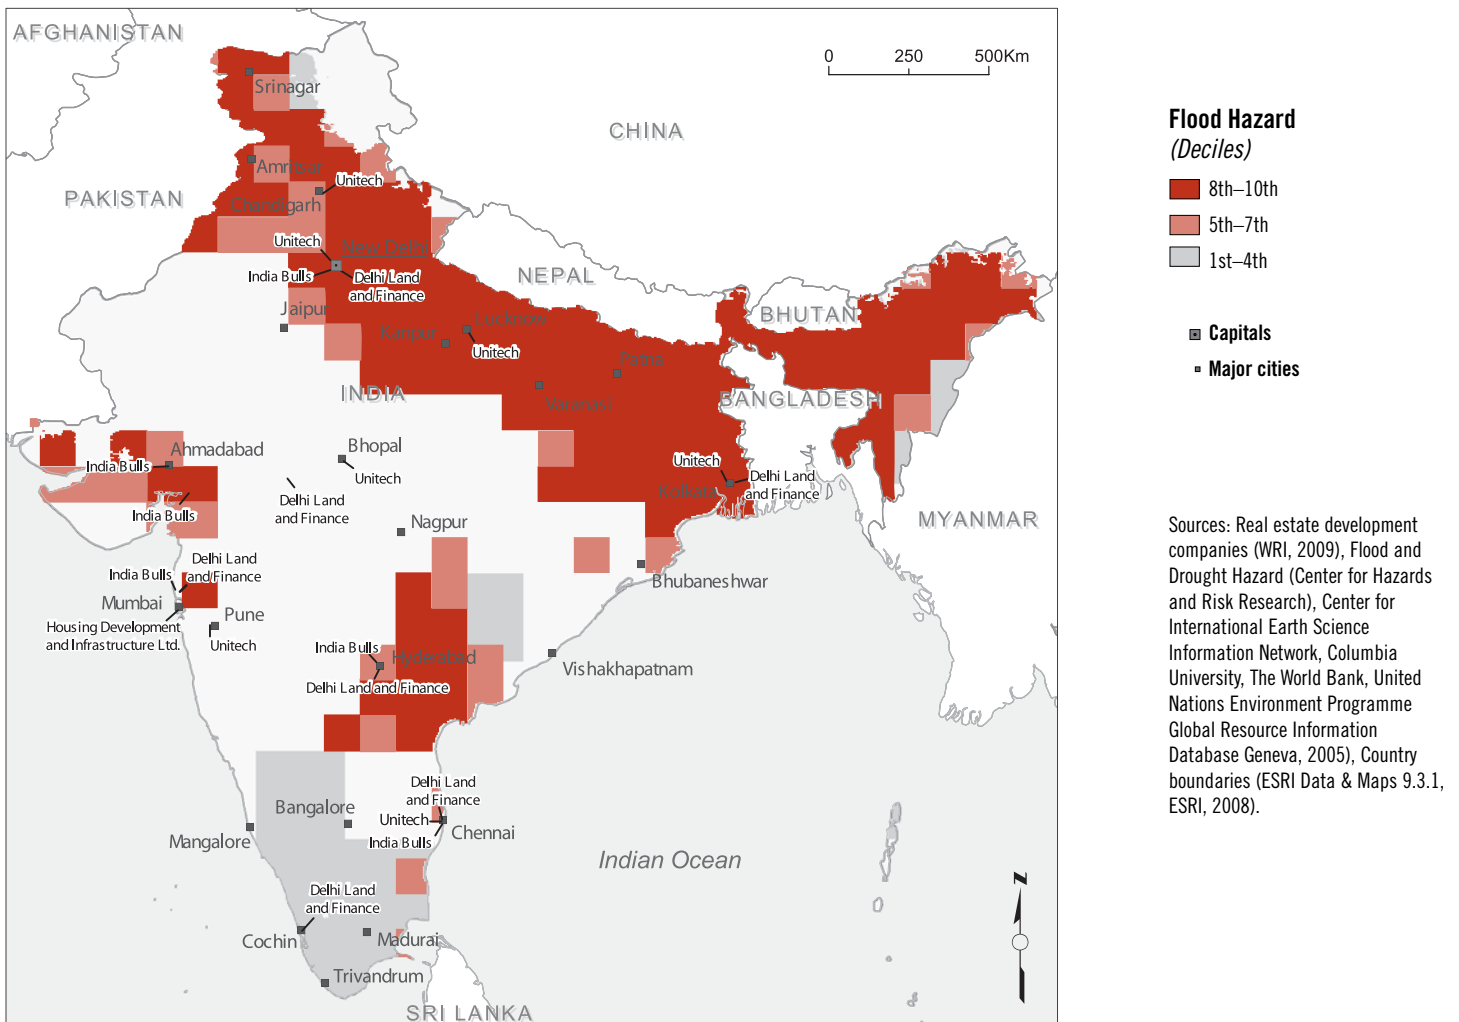 AFGHANISTAN
0 250 500Km
Srinagar
CHINA
Amritsar
PAKISTAN
Unitech
Chandigarh
Unitech
New Delhi
India Bulls
Delhi Land
and Finance
NEPAL
Jaipur
BHUTAN
Lucknow
Kanpur
Unitech
Patna
INDIA
Varanasi
BANGLADESH
Ahmadabad
India Bulls
Bhopal
Unitech
Delhi Land
and Finance
Unitech
Delhi Land
and Finance
Kolkata
India Bulls
MYANMAR
Nagpur
Delhi Land
and Finance
India Bulls
Mumbai
Housing Development
and Infrastructure Ltd.
Pune
Unitech
Bhubaneshwar
India Bulls
Hyderabad
Delhi Land and Finance
Vishakhapatnam
Delhi Land
and Finance
Bangalore
Unitech
Chennai
India Bulls
Mangalore
Indian Ocean
Delhi Land
and Finance
Cochin
Madurai
Trivandrum
SRI LANKA
N
Flood Hazard
(Deciles)
8th–10th
5th–7th
1st–4th
Capitals
Major cities
Sources: Real estate development
companies (WRI, 2009), Flood and
Drought Hazard (Center for Hazards
and Risk Research), Center for
International Earth Science
Information Network, Columbia
University, The World Bank, United
Nations Environment Programme
Global Resource Information
Database Geneva, 2005), Country
boundaries (ESRI Data & Maps 9.3.1,
ESRI, 2008).